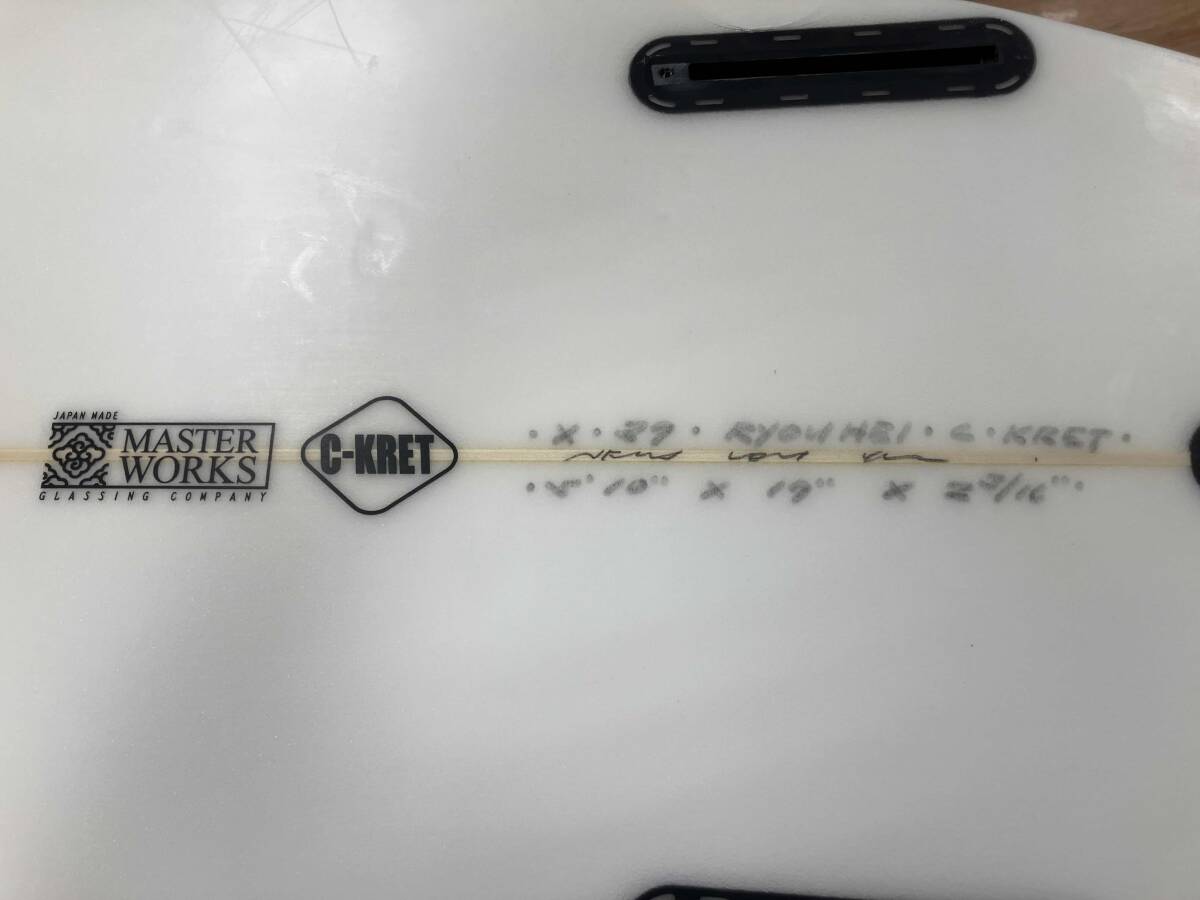 JAPAN MADE
MASTER
WORKS
GLASSING COMPANY
C-KRET
· X · 29 · RYOUHEI · C · KRET ·
· 5' 10" X 19" X 2 3/16" ·